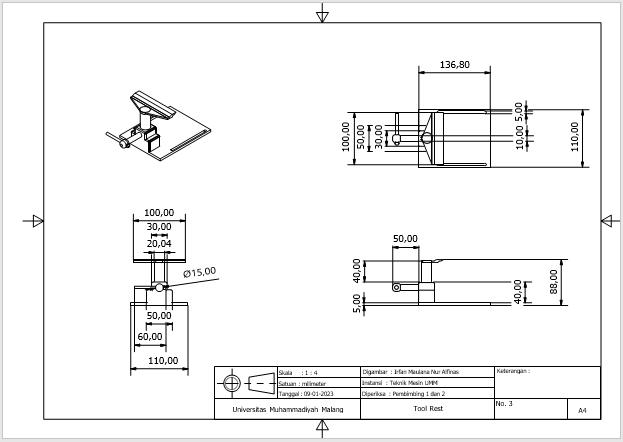 136,80
100,00
50,00
30,00
5,00
10,00
110,00
100,00
30,00
20,04
Ø15,00
50,00
60,00
110,00
50,00
40,00
5,00
40,00
88,00
Skala : 1 : 4
Satuan : milimeter
Tanggal : 09-01-2023
Digambar : Irfan Maulana Nur Alfinas
Instansi : Teknik Mesin UMM
Diperiksa : Pembimbing 1 dan 2
Keterangan :
Universitas Muhammadiyah Malang
Tool Rest
No. 3
A4